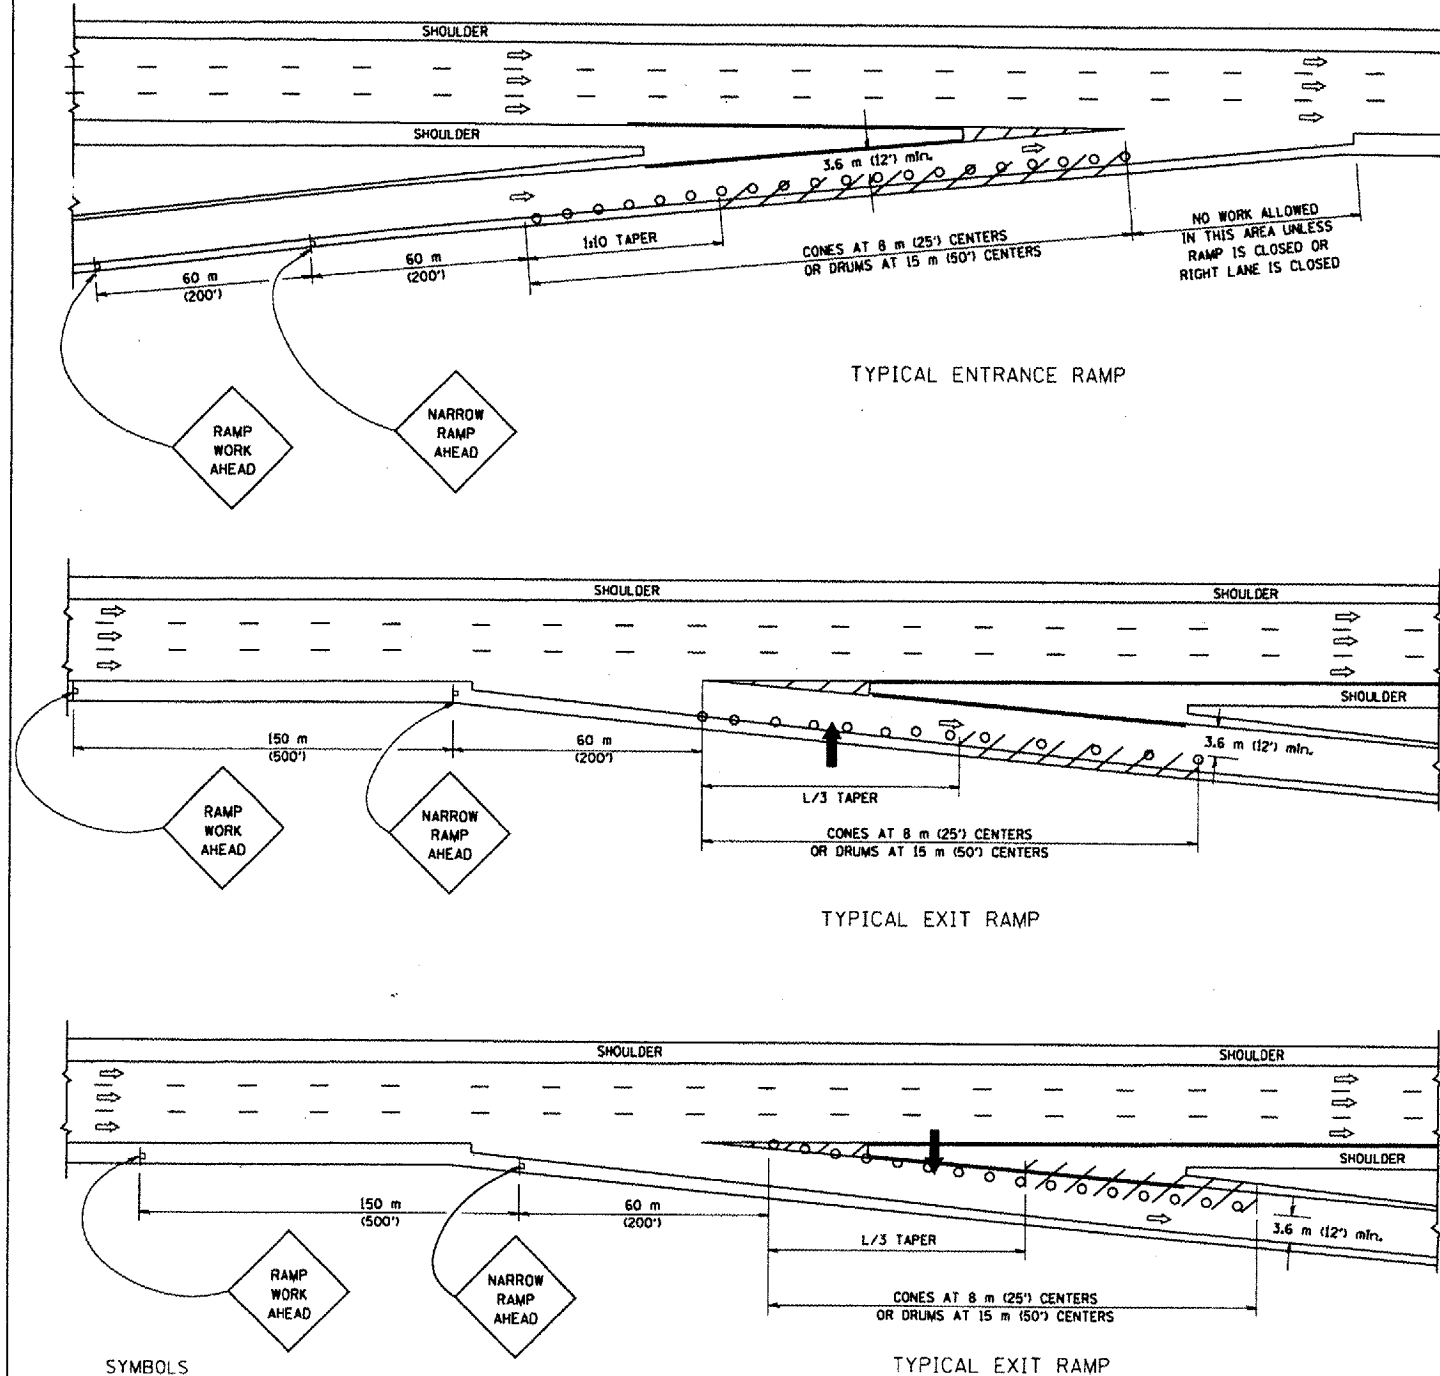 SHOULDER
SHOULDER
3.6 m (12') min.
1:10 TAPER
60 m
(200')
60 m
(200')
CONES AT 8 m (25') CENTERS
OR DRUMS AT 15 m (50') CENTERS
NO WORK ALLOWED
IN THIS AREA UNLESS
RAMP IS CLOSED OR
RIGHT LANE IS CLOSED
RAMP
WORK
AHEAD
NARROW
RAMP
AHEAD
TYPICAL ENTRANCE RAMP
SHOULDER
SHOULDER
SHOULDER
150 m
(500')
60 m
(200')
3.6 m (12') min.
L/3 TAPER
RAMP
WORK
AHEAD
NARROW
RAMP
AHEAD
CONES AT 8 m (25') CENTERS
OR DRUMS AT 15 m (50') CENTERS
TYPICAL EXIT RAMP
SHOULDER
SHOULDER
SHOULDER
150 m
(500')
60 m
(200')
3.6 m (12') min.
L/3 TAPER
RAMP
WORK
AHEAD
NARROW
RAMP
AHEAD
CONES AT 8 m (25') CENTERS
OR DRUMS AT 15 m (50') CENTERS
SYMBOLS
TYPICAL EXIT RAMP